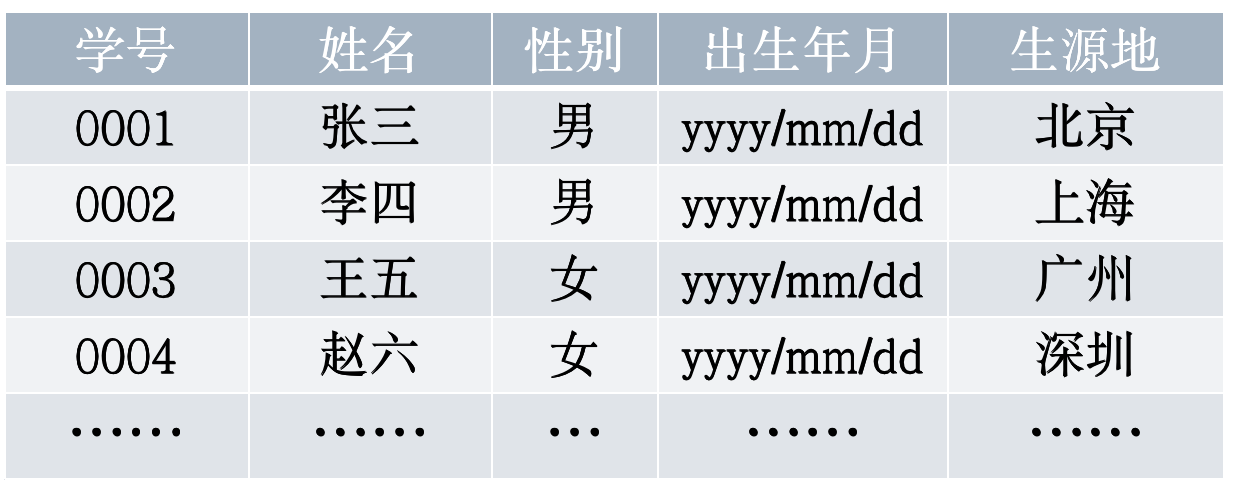 学号 姓名 性别 出生年月 生源地
0001 张三 男 yyyy/mm/dd 北京
0002 李四 男 yyyy/mm/dd 上海
0003 王五 女 yyyy/mm/dd 广州
0004 赵六 女 yyyy/mm/dd 深圳
…… …… … …… ……